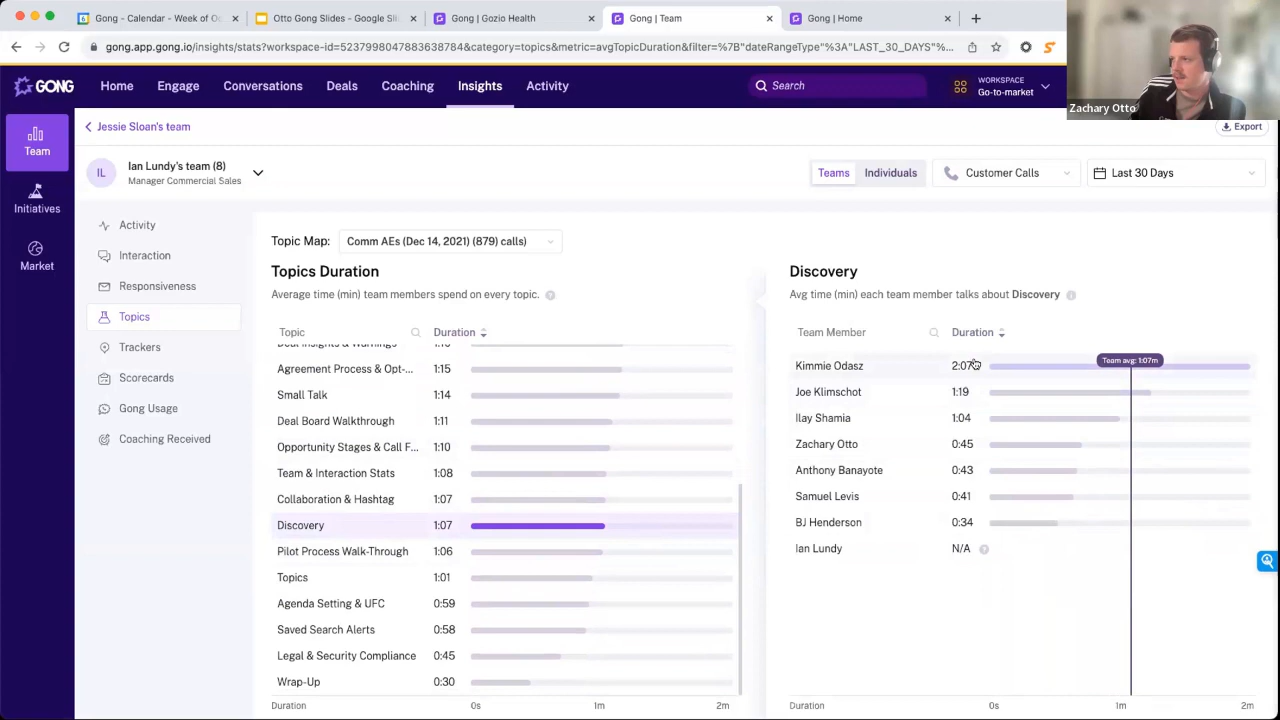 Gong - Calendar - Week of Oc
Otto Gong Slides - Google Sli
Gong | Gozio Health
Gong | Team
Gong | Home
gong.app.gong.io/insights/stats?workspace-id=5237998047883638784&category=topics&metric=avgTopicDuration&filter=%7B"dateRangeType"%3A"LAST_30_DAYS"%...
GONG
Home
Engage
Conversations
Deals
Coaching
Insights
Activity
Search
WORKSPACE
Go-to-market
Zachary Otto
Team
Initiatives
Market
Jessie Sloan's team
Export
IL
Ian Lundy's team (8)
Manager Commercial Sales
Teams
Individuals
Customer Calls
Last 30 Days
Activity
Interaction
Responsiveness
Topics
Trackers
Scorecards
Gong Usage
Coaching Received
Topic Map:
Comm AEs (Dec 14, 2021) (879) calls)
Topics Duration
Average time (min) team members spend on every topic.
Topic Duration
Deal Insights & Warnings
Agreement Process & Opt-... 1:15
Small Talk 1:14
Deal Board Walkthrough 1:11
Opportunity Stages & Call F... 1:10
Team & Interaction Stats 1:08
Collaboration & Hashtag 1:07
Discovery 1:07
Pilot Process Walk-Through 1:06
Topics 1:01
Agenda Setting & UFC 0:59
Saved Search Alerts 0:58
Legal & Security Compliance 0:45
Wrap-Up 0:30
Duration 0s 1m 2m
Discovery
Avg time (min) each team member talks about Discovery
Team Member Duration
Team avg: 1:07m
Kimmie Odasz 2:07
Joe Klimschot 1:19
Ilay Shamia 1:04
Zachary Otto 0:45
Anthony Banayote 0:43
Samuel Levis 0:41
BJ Henderson 0:34
Ian Lundy N/A
Duration 0s 1m 2m